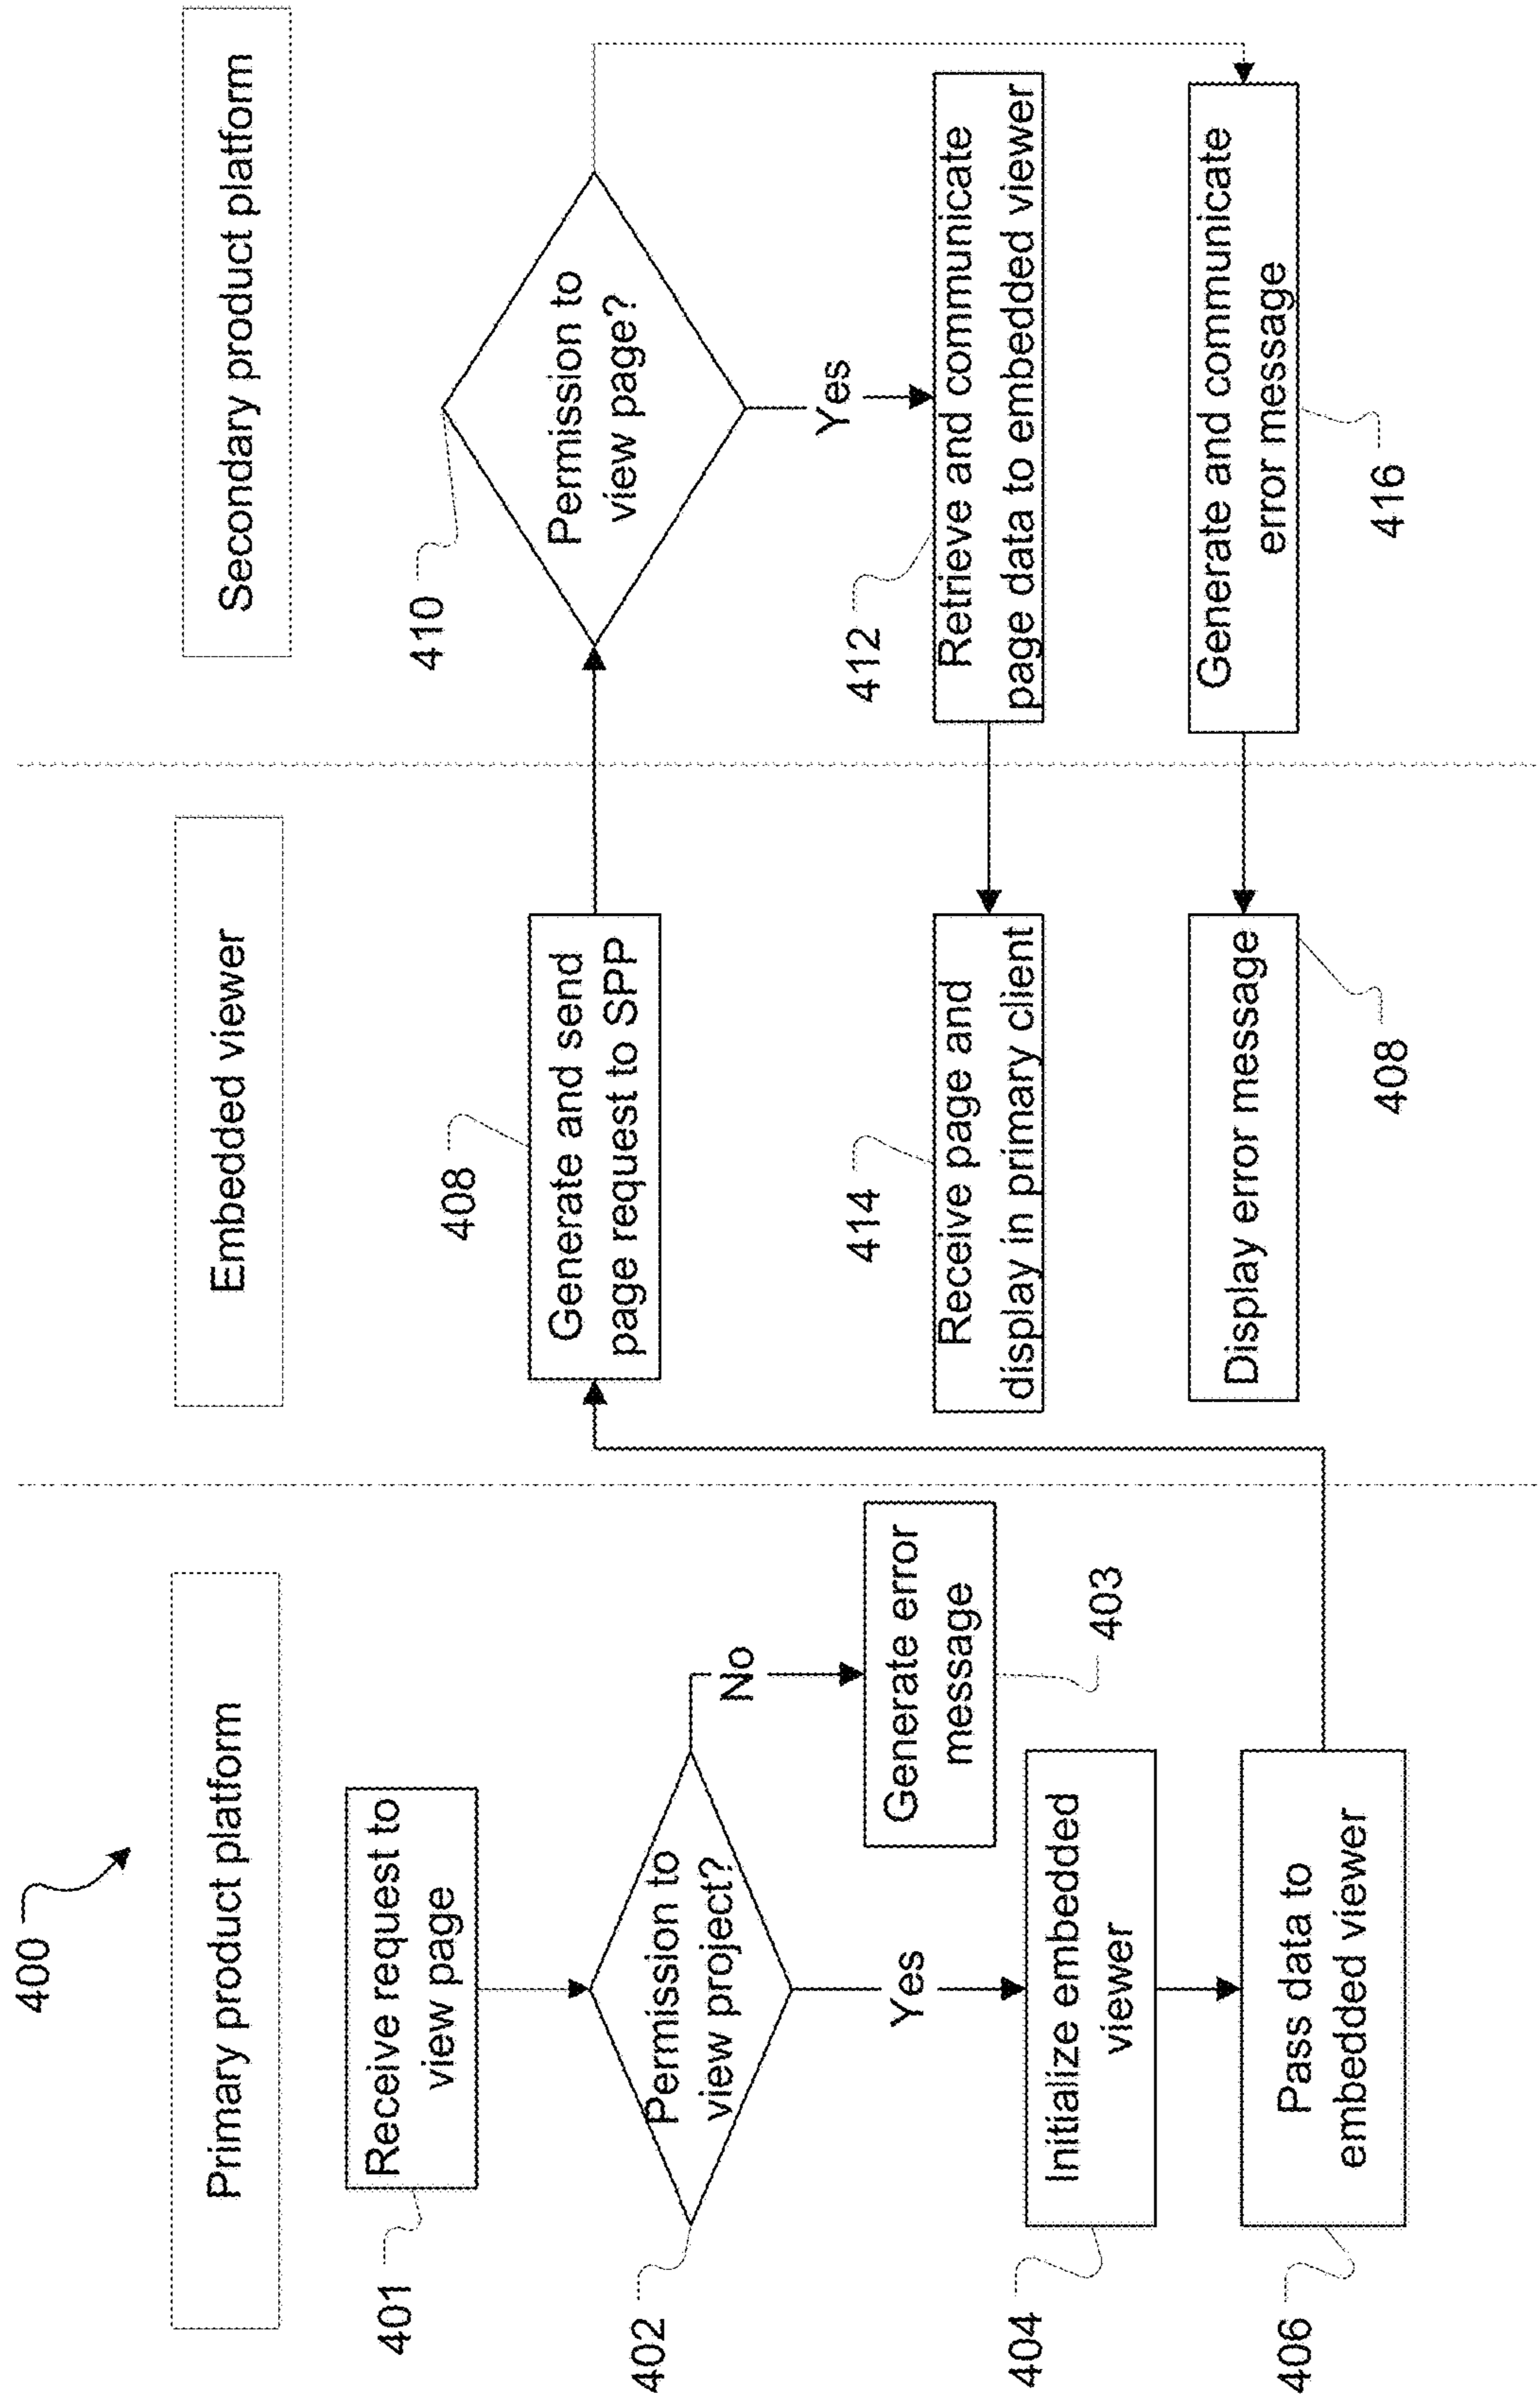 400
Primary product platform
Embedded viewer
Secondary product platform
401
Receive request to
view page
402
Permission to
view project?
No
Generate error
message
403
Yes
404
Initialize embedded
viewer
406
Pass data to
embedded viewer
408
Generate and send
page request to SPP
410
Permission to
view page?
Yes
412
Retrieve and communicate
page data to embedded viewer
414
Receive page and
display in primary client
Generate and communicate
error message
416
Display error message
408